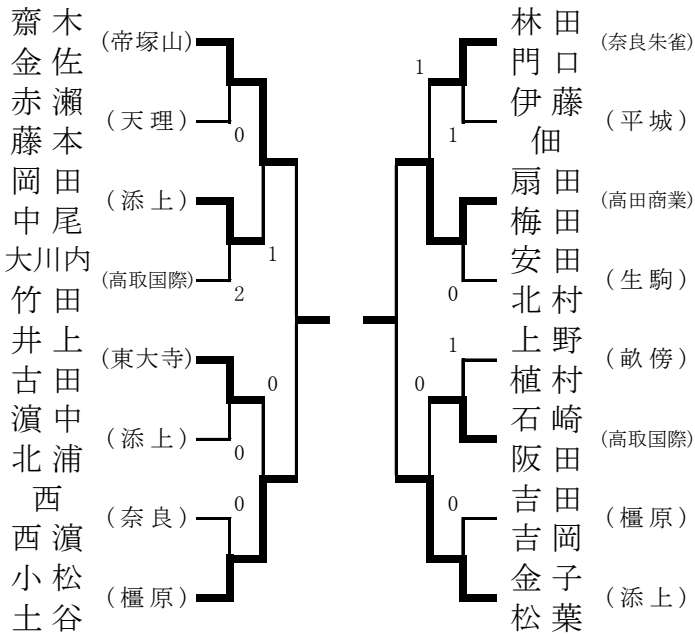 齋木
金佐
(帝塚山)
赤瀬
藤本
(天理)
0
岡田
中尾
(添上)
大川内
竹田
(高取国際)
2
1
井上
古田
(東大寺)
濵中
北浦
(添上)
0
0
西
西濵
(奈良)
0
小松
土谷
(橿原)
林田
門口
(奈良朱雀)
1
伊藤
佃
(平城)
1
扇田
梅田
(高田商業)
安田
北村
(生駒)
0
上野
植村
(畝傍)
1
石崎
阪田
(高取国際)
0
吉田
吉岡
(橿原)
0
金子
松葉
(添上)